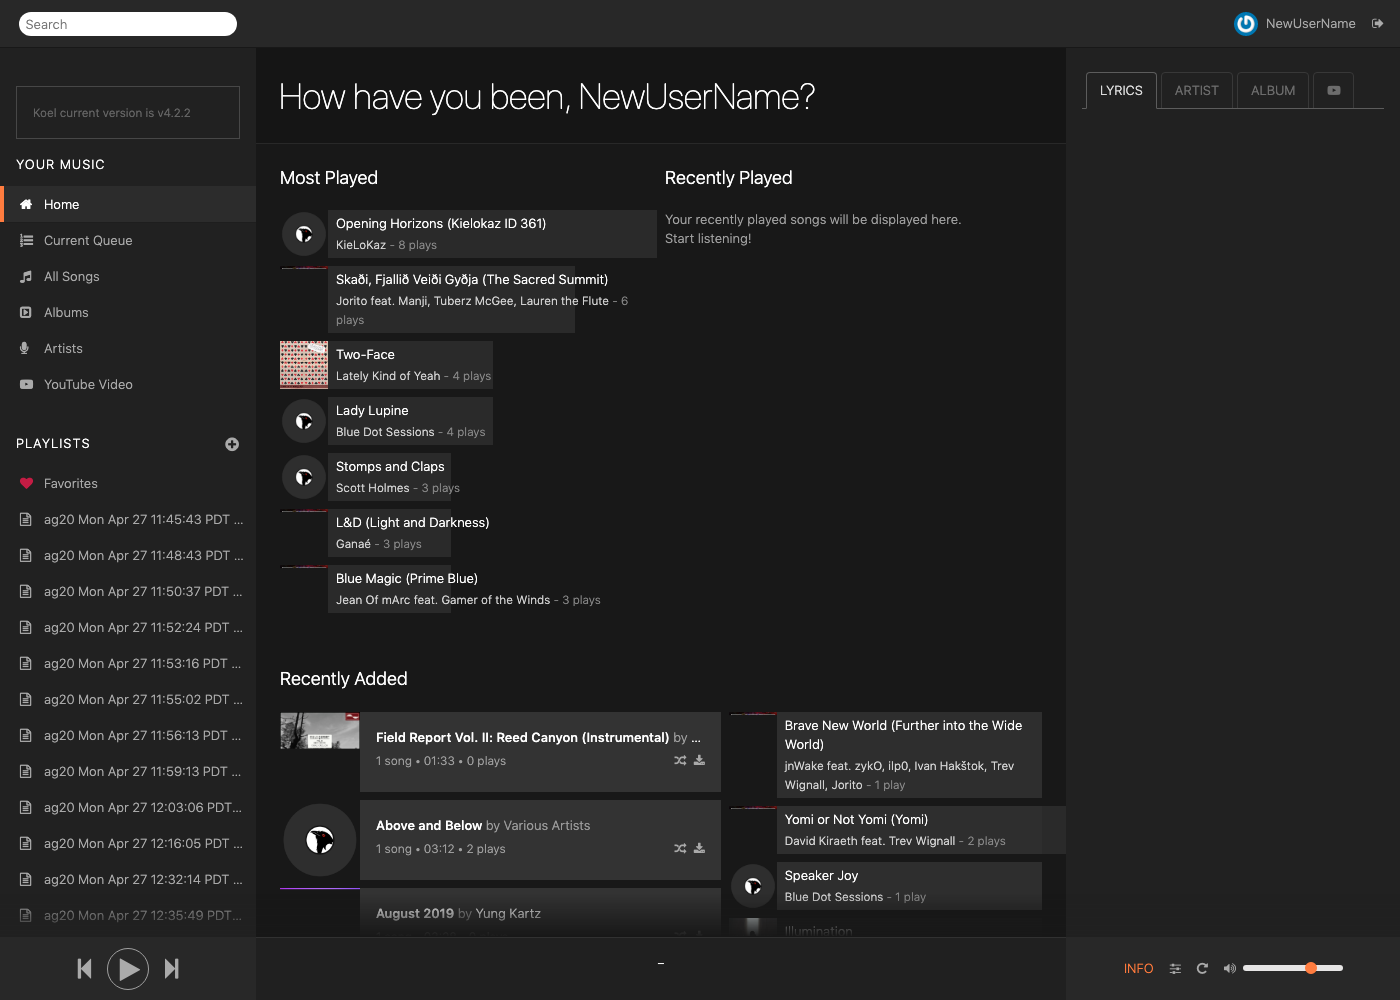 Search
NewUserName
Koel current version is v4.2.2
YOUR MUSIC
Home
Current Queue
All Songs
Albums
Artists
YouTube Video
PLAYLISTS
Favorites
ag20 Mon Apr 27 11:45:43 PDT ...
ag20 Mon Apr 27 11:48:43 PDT ...
ag20 Mon Apr 27 11:50:37 PDT ...
ag20 Mon Apr 27 11:52:24 PDT ...
ag20 Mon Apr 27 11:53:16 PDT ...
ag20 Mon Apr 27 11:55:02 PDT ...
ag20 Mon Apr 27 11:56:13 PDT ...
ag20 Mon Apr 27 11:59:13 PDT ...
ag20 Mon Apr 27 12:03:06 PDT...
ag20 Mon Apr 27 12:16:05 PDT ...
ag20 Mon Apr 27 12:32:14 PDT ...
ag20 Mon Apr 27 12:35:49 PDT...
How have you been, NewUserName?
Most Played
Opening Horizons (Kielokaz ID 361)
KieLoKaz - 8 plays
Skaði, Fjallið Veiði Gyðja (The Sacred Summit)
Jorito feat. Manji, Tuberz McGee, Lauren the Flute - 6
plays
Two-Face
Lately Kind of Yeah - 4 plays
Lady Lupine
Blue Dot Sessions - 4 plays
Stomps and Claps
Scott Holmes - 3 plays
L&D (Light and Darkness)
Ganaé - 3 plays
Blue Magic (Prime Blue)
Jean Of mArc feat. Gamer of the Winds - 3 plays
Recently Played
Your recently played songs will be displayed here.
Start listening!
Recently Added
Field Report Vol. II: Reed Canyon (Instrumental) by ...
1 song • 01:33 • 0 plays
Above and Below by Various Artists
1 song • 03:12 • 2 plays
August 2019 by Yung Kartz
Brave New World (Further into the Wide
World)
jnWake feat. zykO, ilp0, Ivan Hakštok, Trev
Wignall, Jorito - 1 play
Yomi or Not Yomi (Yomi)
David Kiraeth feat. Trev Wignall - 2 plays
Speaker Joy
Blue Dot Sessions - 1 play
Illumination
LYRICS
ARTIST
ALBUM
–
INFO